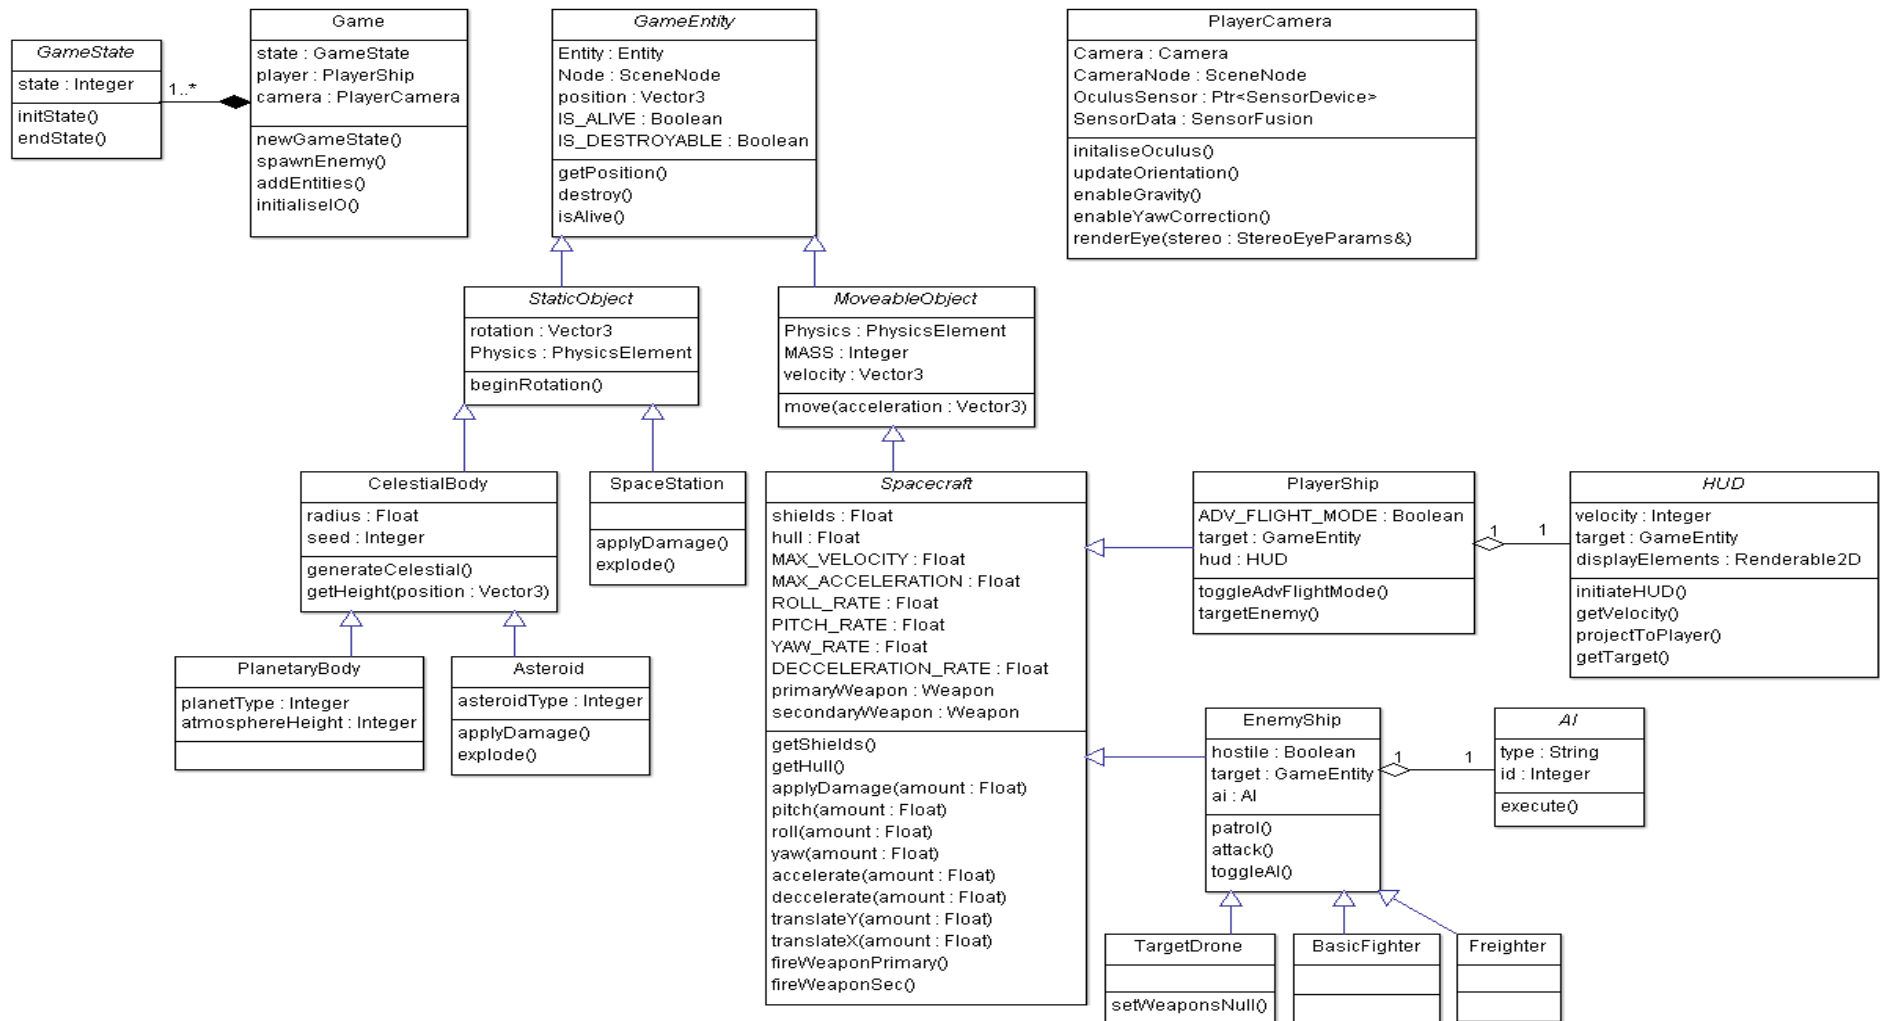 GameState
state : Integer
initState()
endState()
1..*
Game
state : GameState
player : PlayerShip
camera : PlayerCamera
newGameState()
spawnEnemy()
addEntities()
initialiseIO()
GameEntity
Entity : Entity
Node : SceneNode
position : Vector3
IS_ALIVE : Boolean
IS_DESTROYABLE : Boolean
getPosition()
destroy()
isAlive()
PlayerCamera
Camera : Camera
CameraNode : SceneNode
OculusSensor : Ptr<SensorDevice>
SensorData : SensorFusion
initaliseOculus()
updateOrientation()
enableGravity()
enableYawCorrection()
renderEye(stereo : StereoEyeParams&)
StaticObject
rotation : Vector3
Physics : PhysicsElement
beginRotation()
MoveableObject
Physics : PhysicsElement
MASS : Integer
velocity : Vector3
move(acceleration : Vector3)
CelestialBody
radius : Float
seed : Integer
generateCelestial()
getHeight(position : Vector3)
SpaceStation
applyDamage()
explode()
Spacecraft
shields : Float
hull : Float
MAX_VELOCITY : Float
MAX_ACCELERATION : Float
ROLL_RATE : Float
PITCH_RATE : Float
YAW_RATE : Float
DECCELERATION_RATE : Float
primaryWeapon : Weapon
secondaryWeapon : Weapon
getShields()
getHull()
applyDamage(amount : Float)
pitch(amount : Float)
roll(amount : Float)
yaw(amount : Float)
accelerate(amount : Float)
deccelerate(amount : Float)
translateY(amount : Float)
translateX(amount : Float)
fireWeaponPrimary()
fireWeaponSec()
PlayerShip
ADV_FLIGHT_MODE : Boolean
target : GameEntity
hud : HUD
toggleAdvFlightMode()
targetEnemy()
1
1
HUD
velocity : Integer
target : GameEntity
displayElements : Renderable2D
initiateHUD()
getVelocity()
projectToPlayer()
getTarget()
PlanetaryBody
planetType : Integer
atmosphereHeight : Integer
Asteroid
asteroidType : Integer
applyDamage()
explode()
EnemyShip
hostile : Boolean
target : GameEntity
ai : AI
patrol()
attack()
toggleAI()
1
1
AI
type : String
id : Integer
execute()
TargetDrone
setWeaponsNull()
BasicFighter
Freighter